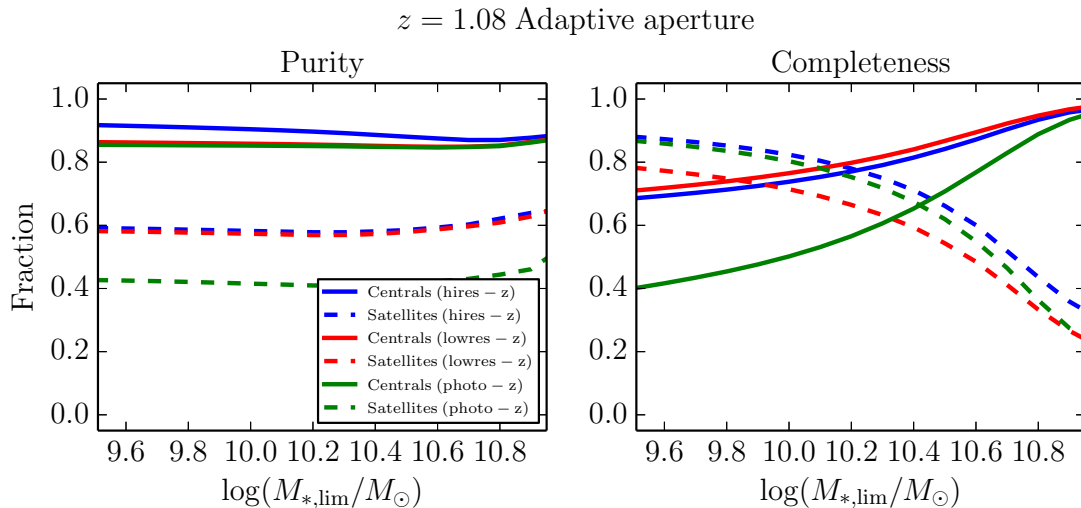 z = 1.08 Adaptive aperture
Purity
Completeness
Fraction
1.0
0.8
0.6
0.4
0.2
0.0
Centrals (hires − z)
Satellites (hires − z)
Centrals (lowres − z)
Satellites (lowres − z)
Centrals (photo − z)
Satellites (photo − z)
9.6 9.8 10.0 10.2 10.4 10.6 10.8
log(M*,lim/M⊙)
1.0
0.8
0.6
0.4
0.2
0.0
9.6 9.8 10.0 10.2 10.4 10.6 10.8
log(M*,lim/M⊙)